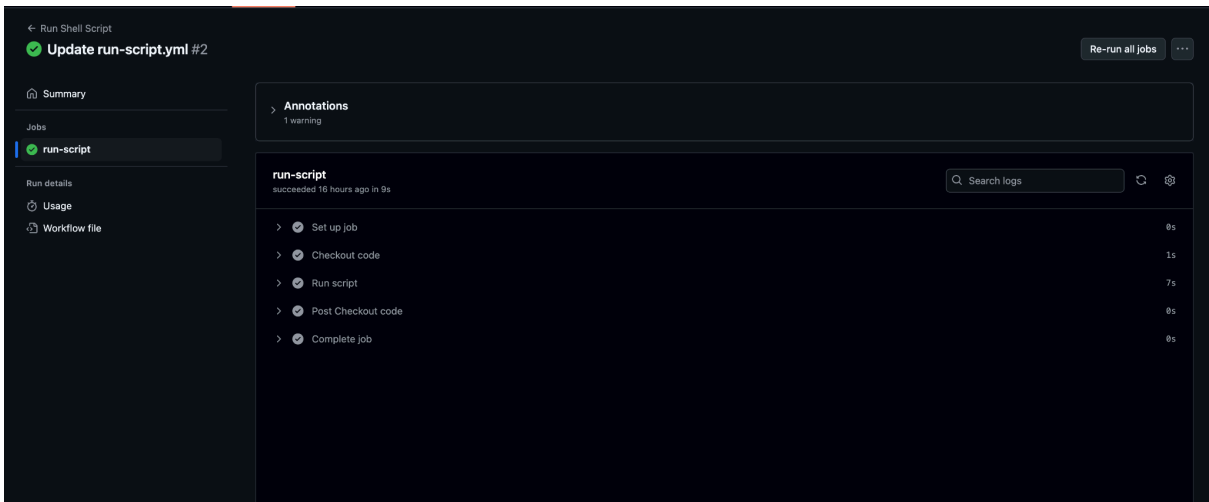 ← Run Shell Script
Update run-script.yml #2
Re-run all jobs
Summary
Jobs
run-script
Run details
Usage
Workflow file
Annotations
1 warning
run-script
succeeded 16 hours ago in 9s
Search logs
Set up job 0s
Checkout code 1s
Run script 7s
Post Checkout code 0s
Complete job 0s